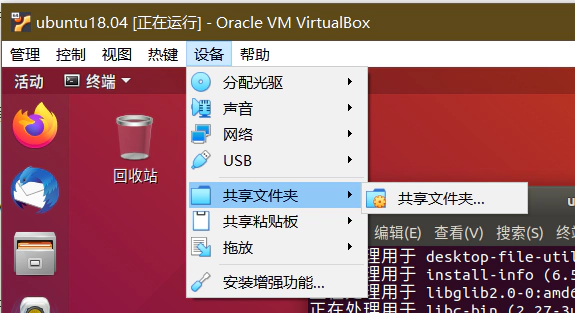 ubuntu18.04 [正在运行] - Oracle VM VirtualBox
管理 控制 视图 热键 设备 帮助
活动 终端
分配光驱
声音
网络
USB
回收站
共享文件夹
共享文件夹...
共享粘贴板
拖放
安装增强功能...
u
编辑(E) 查看(V) 搜索(S) 终
理用于 desktop-file-util
理用于 install-info (6.5
理用于 libglib2.0-0:amd6
正在处理用于 libc-bin (2.27-3u